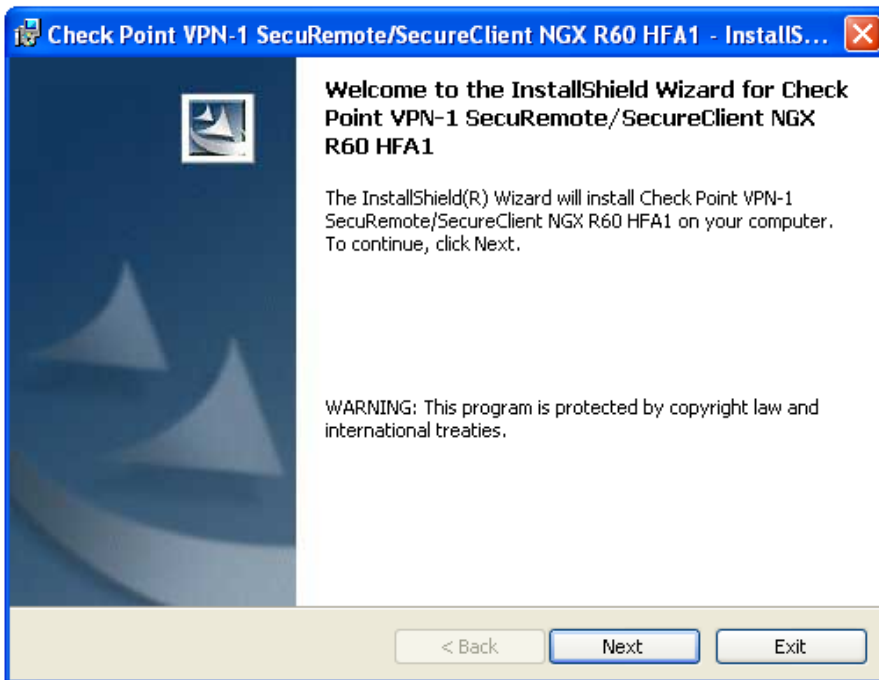 Check Point VPN-1 SecuRemote/SecureClient NGX R60 HFA1 - InstallS...
Welcome to the InstallShield Wizard for Check
Point VPN-1 SecuRemote/SecureClient NGX
R60 HFA1
The InstallShield(R) Wizard will install Check Point VPN-1
SecuRemote/SecureClient NGX R60 HFA1 on your computer.
To continue, click Next.
WARNING: This program is protected by copyright law and
international treaties.
< Back
Next
Exit